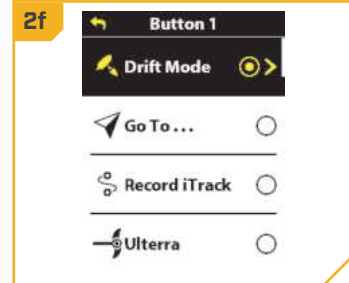 2f
Button 1
Drift Mode
Go To...
Record iTrack
Ulterra